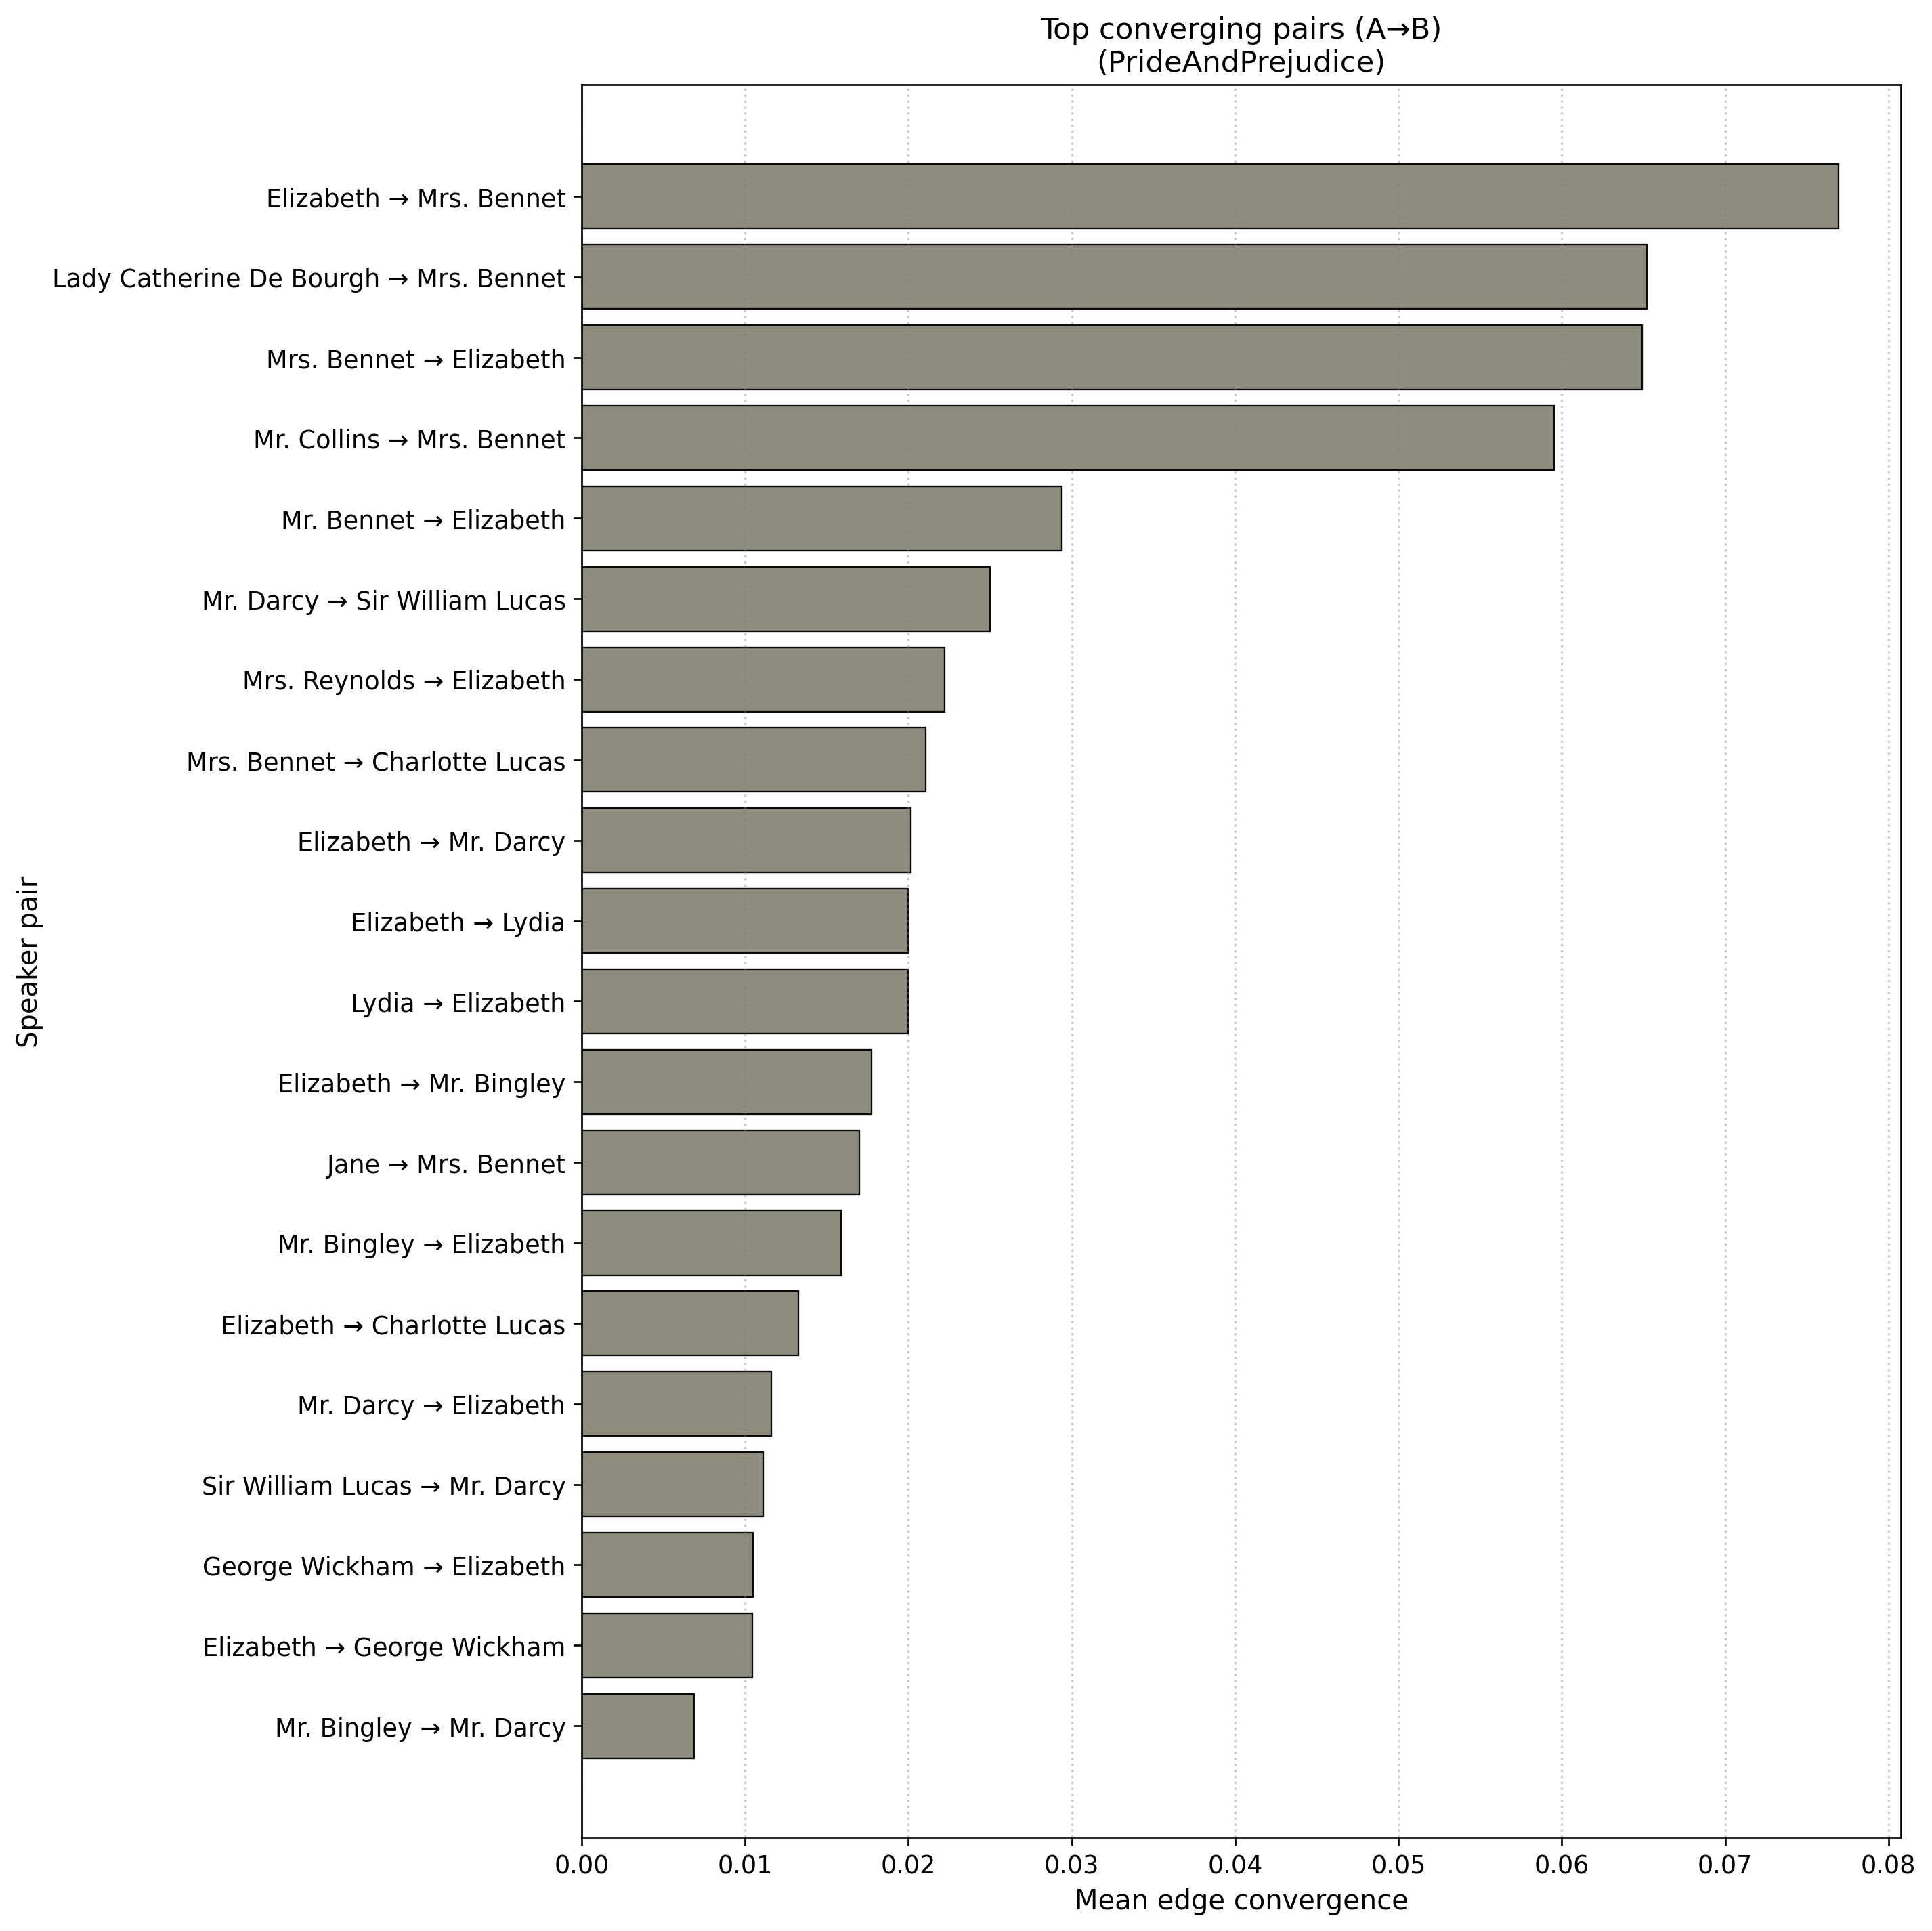 Top converging pairs (A→B)
(PrideAndPrejudice)
Speaker pair
Elizabeth → Mrs. Bennet
Lady Catherine De Bourgh → Mrs. Bennet
Mrs. Bennet → Elizabeth
Mr. Collins → Mrs. Bennet
Mr. Bennet → Elizabeth
Mr. Darcy → Sir William Lucas
Mrs. Reynolds → Elizabeth
Mrs. Bennet → Charlotte Lucas
Elizabeth → Mr. Darcy
Elizabeth → Lydia
Lydia → Elizabeth
Elizabeth → Mr. Bingley
Jane → Mrs. Bennet
Mr. Bingley → Elizabeth
Elizabeth → Charlotte Lucas
Mr. Darcy → Elizabeth
Sir William Lucas → Mr. Darcy
George Wickham → Elizabeth
Elizabeth → George Wickham
Mr. Bingley → Mr. Darcy
0.00 0.01 0.02 0.03 0.04 0.05 0.06 0.07 0.08
Mean edge convergence